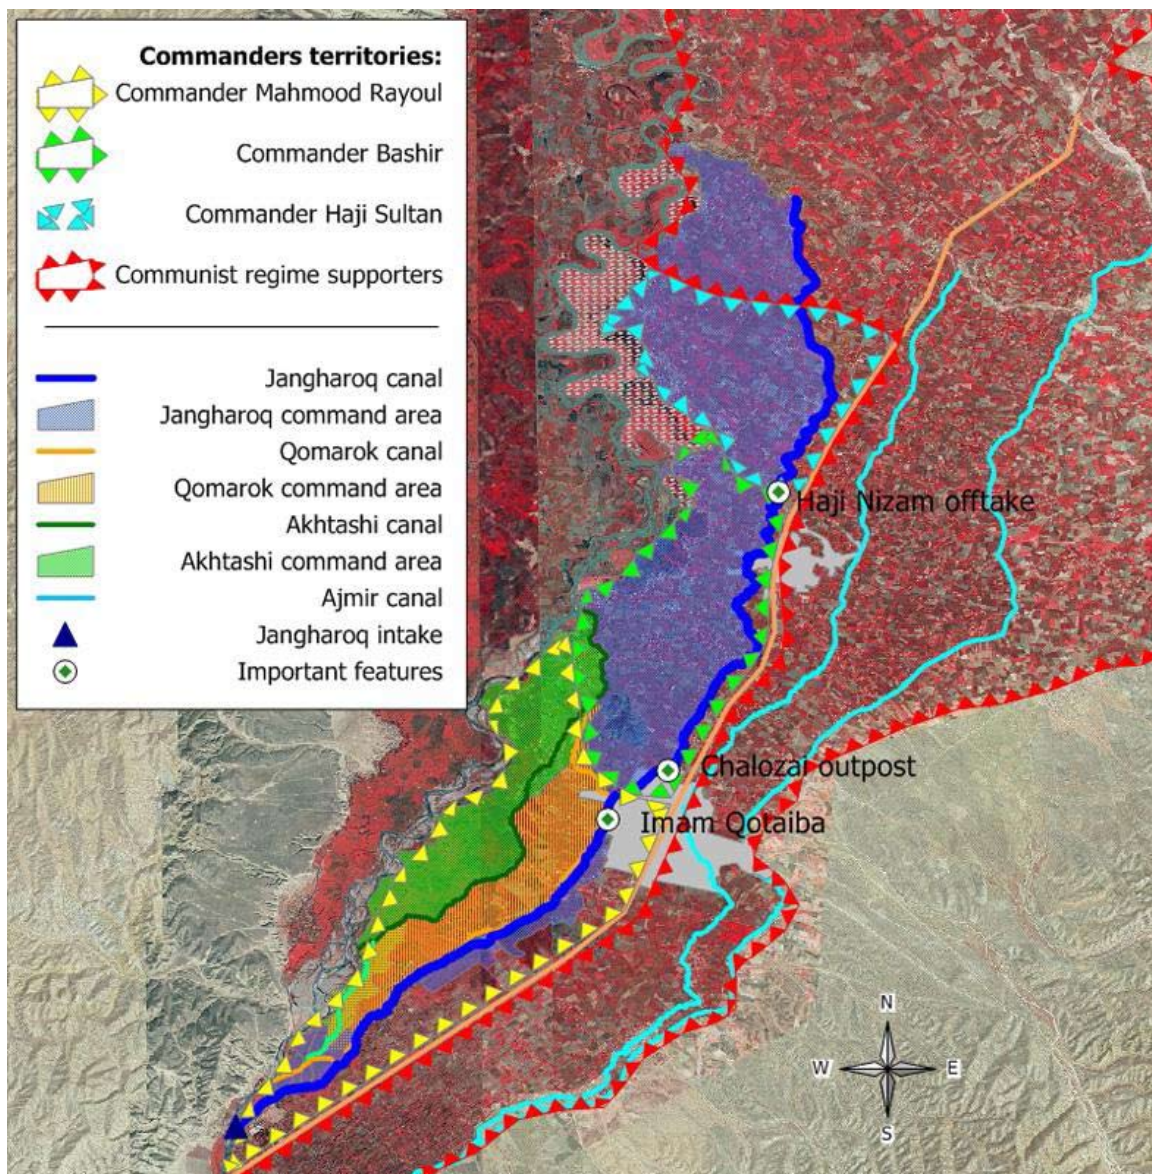 Commanders territories:
Commander Mahmood Rayoul
Commander Bashir
Commander Haji Sultan
Communist regime supporters
Jangharoq canal
Jangharoq command area
Qomarok canal
Qomarok command area
Akhtashi canal
Akhtashi command area
Ajmir canal
Jangharoq intake
Important features
Haji Nizam offtake
Chalozai outpost
Imam Qotaiba
N
W E
S